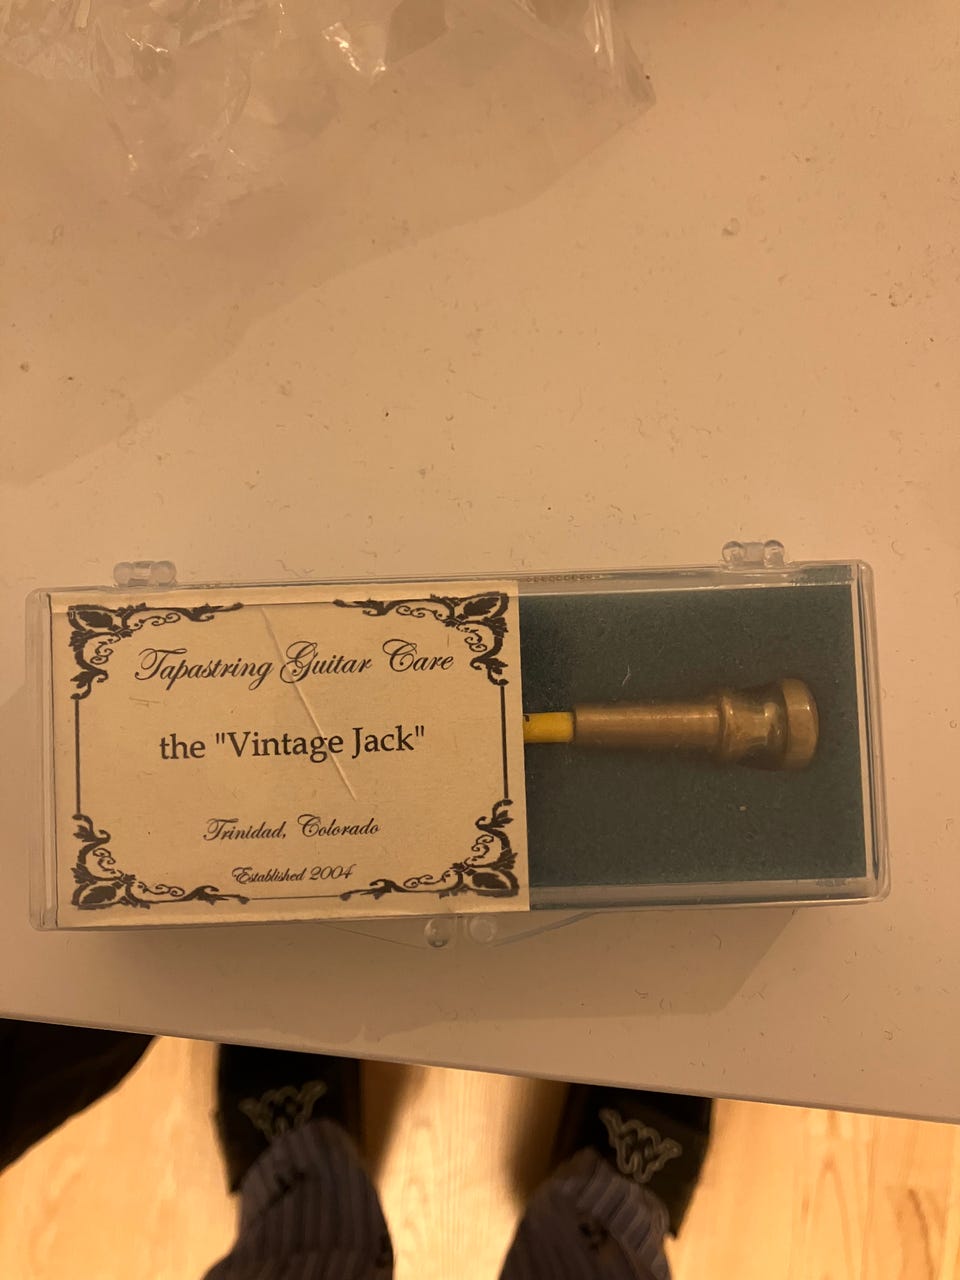 Tapastring Guitar Care
the "Vintage Jack"
Trinidad, Colorado
Established 2004